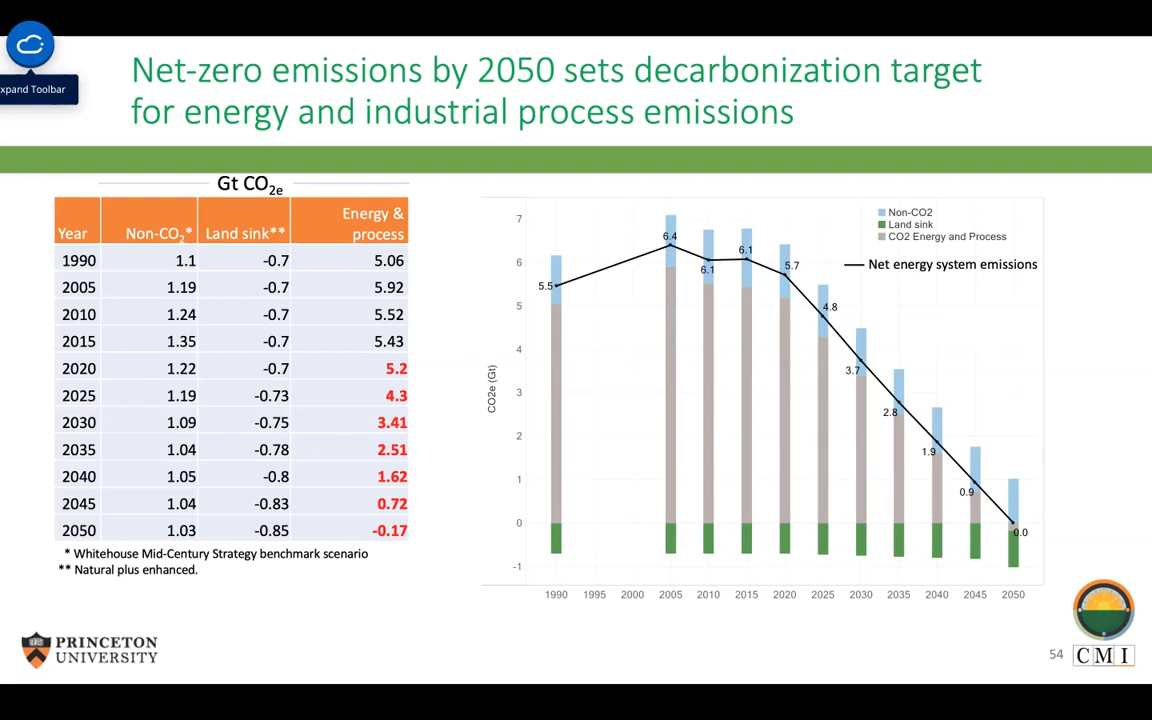 xpand Toolbar
Net-zero emissions by 2050 sets decarbonization target
for energy and industrial process emissions
Gt CO2e
Year Non-CO2* Land sink** Energy & process
1990 1.1 -0.7 5.06
2005 1.19 -0.7 5.92
2010 1.24 -0.7 5.52
2015 1.35 -0.7 5.43
2020 1.22 -0.7 5.2
2025 1.19 -0.73 4.3
2030 1.09 -0.75 3.41
2035 1.04 -0.78 2.51
2040 1.05 -0.8 1.62
2045 1.04 -0.83 0.72
2050 1.03 -0.85 -0.17
* Whitehouse Mid-Century Strategy benchmark scenario
** Natural plus enhanced.
Non-CO2
Land sink
CO2 Energy and Process
Net energy system emissions
CO2e (Gt)
7
6
5
4
3
2
1
0
-1
5.5
6.4
6.1
6.1
5.7
4.8
3.7
2.8
1.9
0.9
0.0
1990 1995 2000 2005 2010 2015 2020 2025 2030 2035 2040 2045 2050
PRINCETON
UNIVERSITY
54
CMI